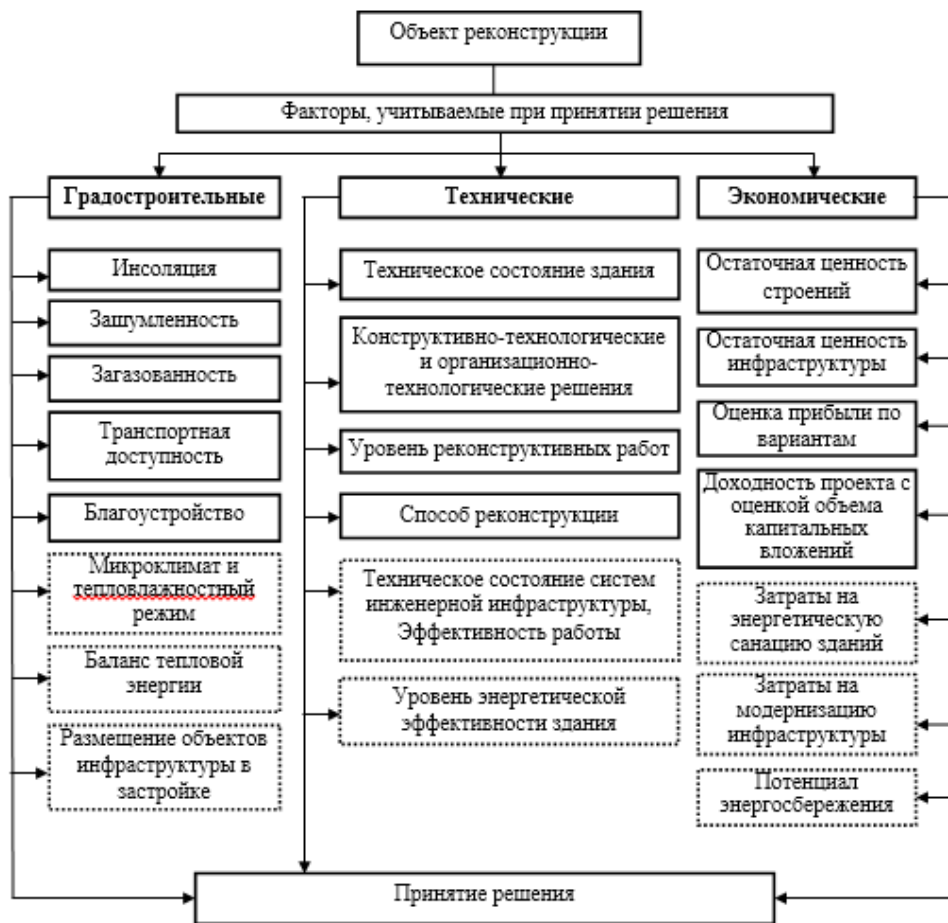 Объект реконструкции
Факторы, учитываемые при принятии решения
Градостроительные
Инсоляция
Зашумленность
Загазованность
Транспортная
доступность
Благоустройство
Микроклимат и
тепловлажностный
режим
Баланс тепловой
энергии
Размещение объектов
инфраструктуры в
застройке
Технические
Техническое состояние здания
Конструктивно-технологические
и организационно-
технологические решения
Уровень реконструктивных работ
Способ реконструкции
Техническое состояние систем
инженерной инфраструктуры,
Эффективность работы
Уровень энергетической
эффективности здания
Экономические
Остаточная ценность
строений
Остаточная ценность
инфраструктуры
Оценка прибыли по
вариантам
Доходность проекта с
оценкой объема
капитальных
вложений
Затраты на
энергетическую
санацию зданий
Затраты на
модернизацию
инфраструктуры
Потенциал
энергосбережения
Принятие решения